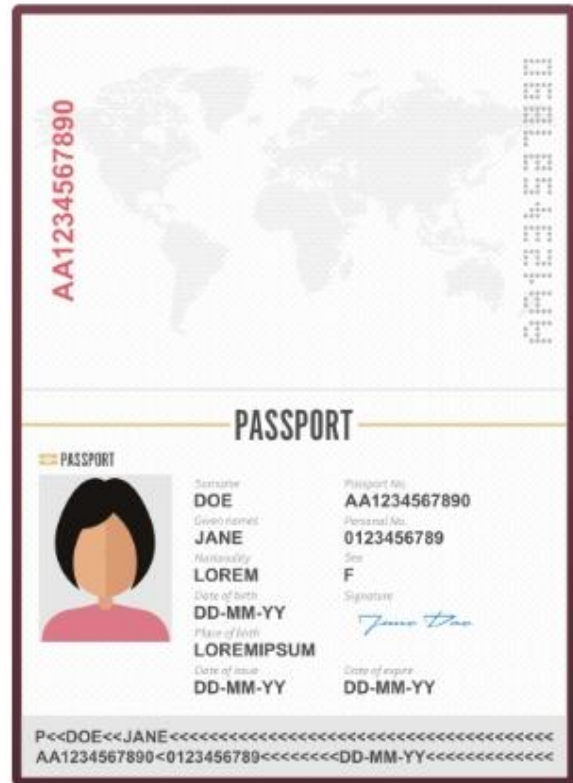 AA1234567890
AA1234567890
PASSPORT
PASSPORT
Surname
Passport No.
DOE
AA1234567890
Given names
Personal No.
JANE
0123456789
Nationality
Sex
LOREM
F
Date of birth
Signature
DD-MM-YY
Jane Doe
Place of birth
LOREMIPSUM
Date of issue
Date of expire
DD-MM-YY
DD-MM-YY
P<<DOE<<JANE<<<<<<<<<<<<<<<<<<<<<<<<<<<<<<<<<<<<<<<
AA1234567890<0123456789<<<<<<<<DD-MM-YY<<<<<<<<<<<<<